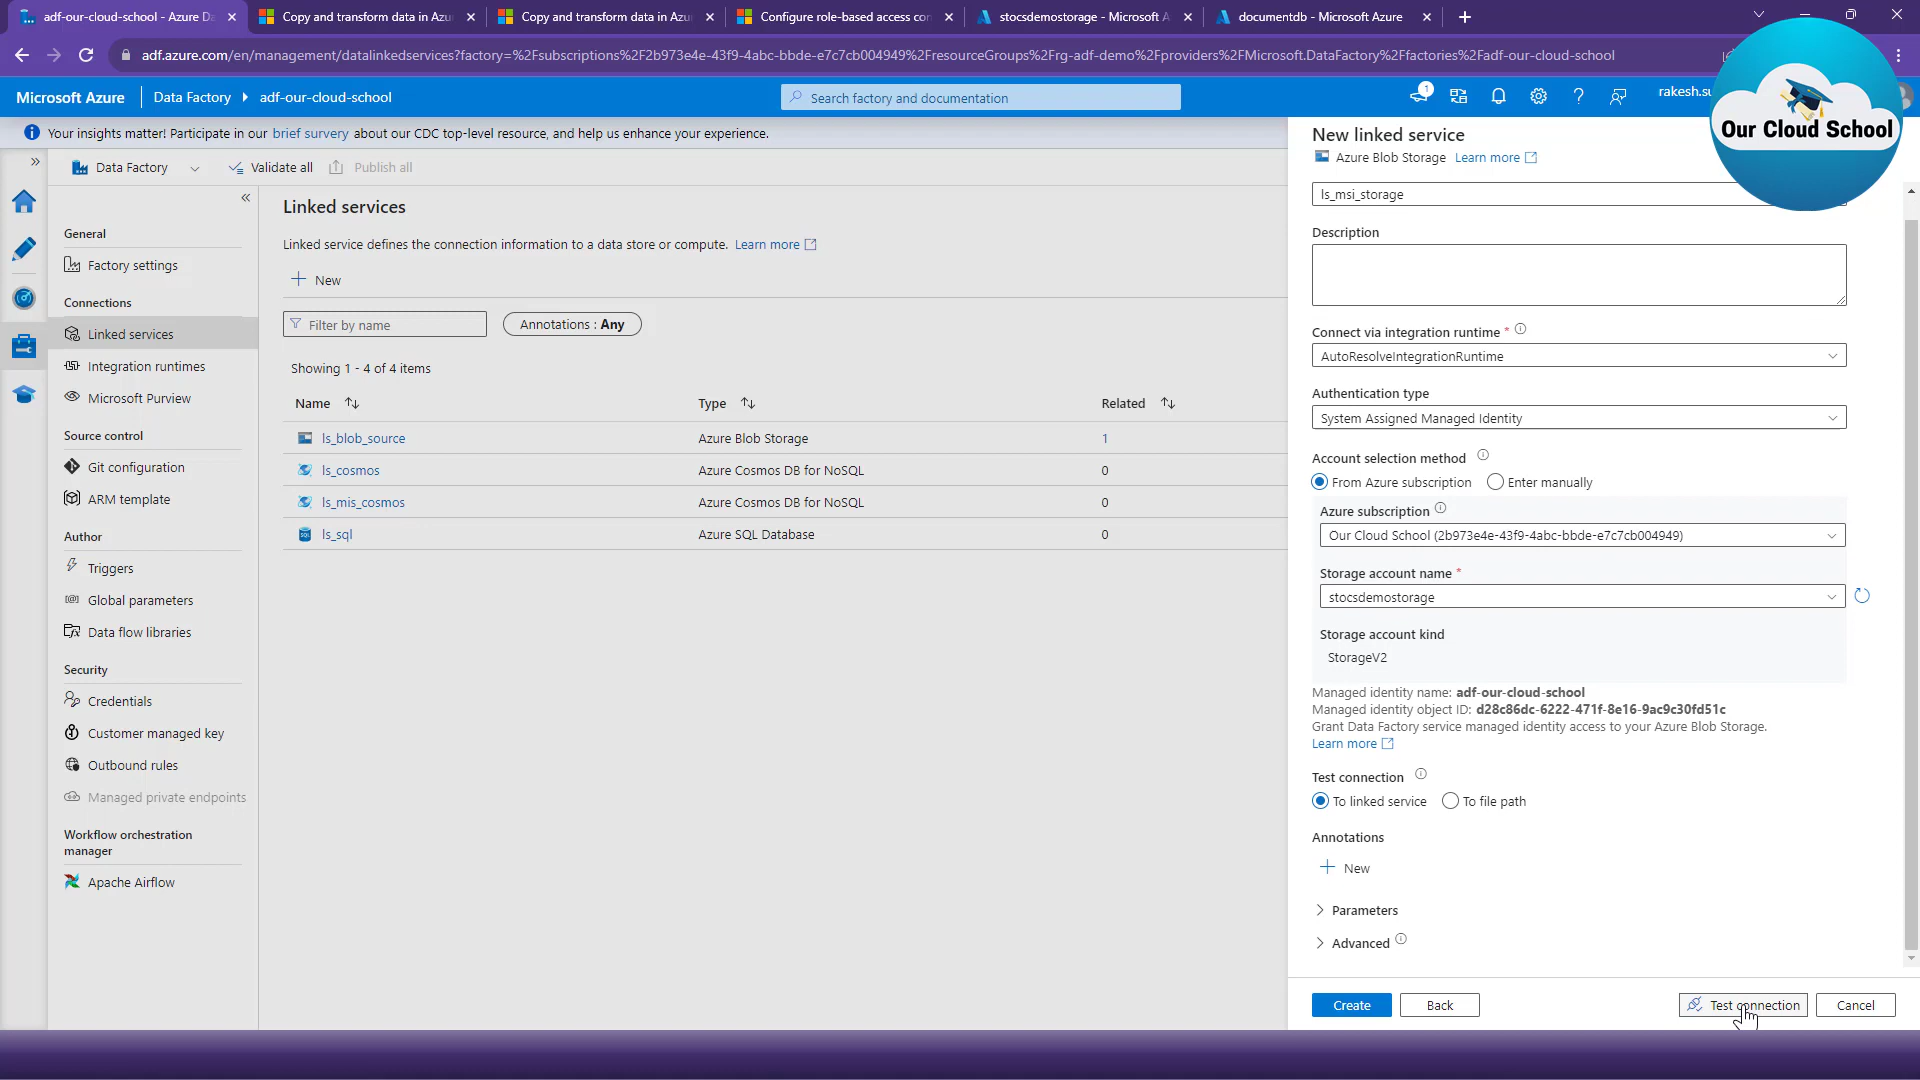 adf-our-cloud-school - Azure Da
Copy and transform data in Azu
Copy and transform data in Azu
Configure role-based access con
stocsdemostorage - Microsoft A
documentdb - Microsoft Azure
adf.azure.com/en/management/datalinkedservices?factory=%2Fsubscriptions%2F2b973e4e-43f9-4abc-bbde-e7c7cb004949%2FresourceGroups%2Frg-adf-demo%2Fproviders%2FMicrosoft.DataFactory%2Ffactories%2Fadf-our-cloud-school
Microsoft Azure
Data Factory
adf-our-cloud-school
Search factory and documentation
1
rakesh.su
Our Cloud School
Your insights matter! Participate in our brief survey about our CDC top-level resource, and help us enhance your experience.
Data Factory
Validate all
Publish all
General
Factory settings
Connections
Linked services
Integration runtimes
Microsoft Purview
Source control
Git configuration
ARM template
Author
Triggers
Global parameters
Data flow libraries
Security
Credentials
Customer managed key
Outbound rules
Managed private endpoints
Workflow orchestration
manager
Apache Airflow
Linked services
Linked service defines the connection information to a data store or compute. Learn more
New
Filter by name
Annotations : Any
Showing 1 - 4 of 4 items
Name Type Related
ls_blob_source Azure Blob Storage 1
ls_cosmos Azure Cosmos DB for NoSQL 0
ls_mis_cosmos Azure Cosmos DB for NoSQL 0
ls_sql Azure SQL Database 0
New linked service
Azure Blob Storage Learn more
ls_msi_storage
Description
Connect via integration runtime *
AutoResolveIntegrationRuntime
Authentication type
System Assigned Managed Identity
Account selection method
From Azure subscription Enter manually
Azure subscription
Our Cloud School (2b973e4e-43f9-4abc-bbde-e7c7cb004949)
Storage account name *
stocsdemostorage
Storage account kind
StorageV2
Managed identity name: adf-our-cloud-school
Managed identity object ID: d28c86dc-6222-471f-8e16-9ac9c30fd51c
Grant Data Factory service managed identity access to your Azure Blob Storage.
Learn more
Test connection
To linked service To file path
Annotations
New
Parameters
Advanced
Create
Back
Test connection
Cancel